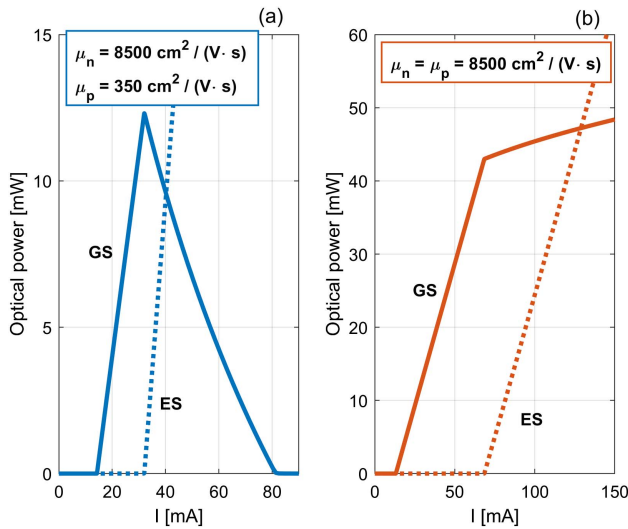 (a)
μn = 8500 cm2 / (V· s)
μp = 350 cm2 / (V· s)
15
10
5
0
Optical power [mW]
GS
ES
0 20 40 60 80
I [mA]
(b)
μn = μp = 8500 cm2 / (V· s)
60
50
40
30
20
10
0
Optical power [mW]
GS
ES
0 50 100 150
I [mA]